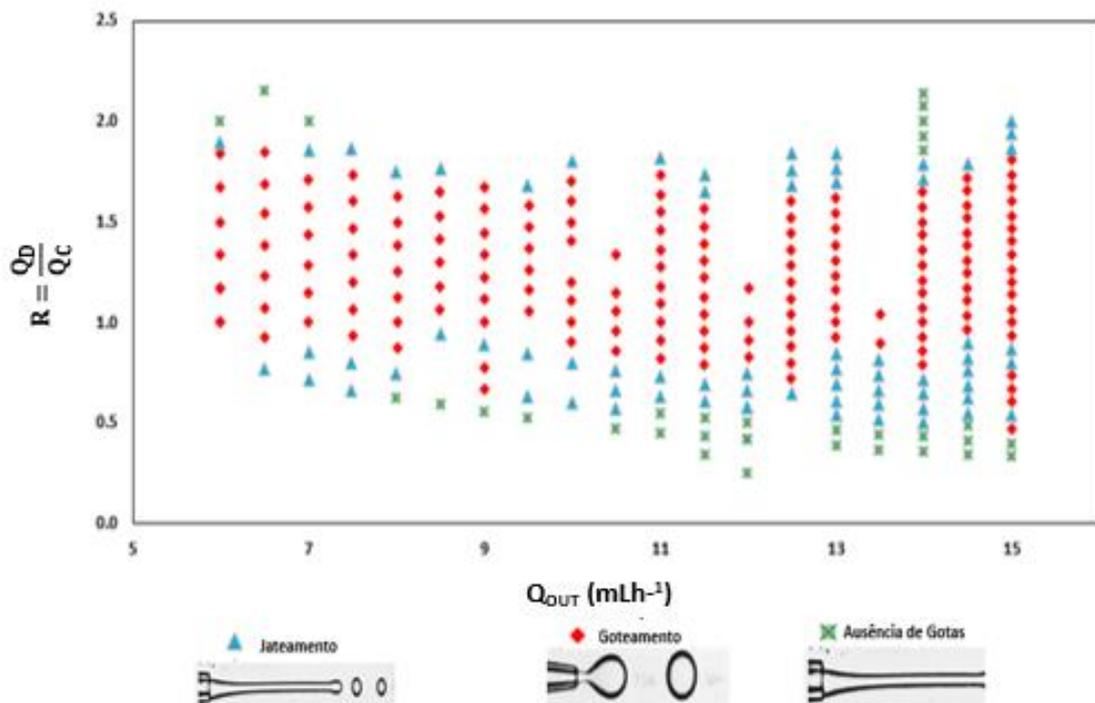 2.5
2.0
1.5
1.0
0.5
0.0
R = Q_D / Q_C
5 7 9 11 13 15
Q_OUT (mLh-¹)
Jateamento Goteamento Ausência de Gotas